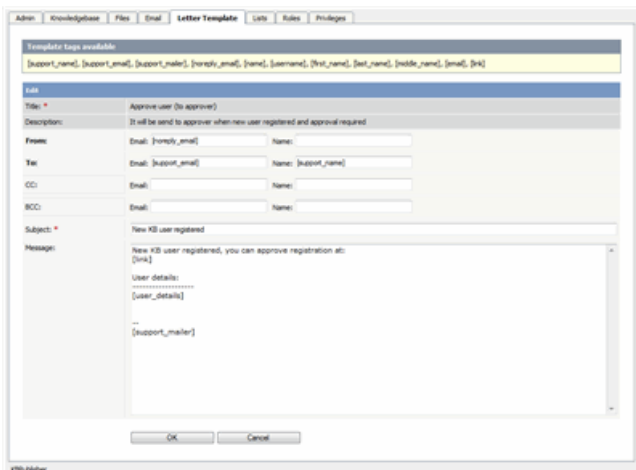 Admin Knowledgebase Files Email Letter Template Lists Rules Privileges
Template tags available
[support_name], [support_email], [support_mailer], [noreply_email], [name], [username], [first_name], [last_name], [middle_name], [email], [link]
Edit
Title: * Approve user (to approver)
Description: It will be send to approver when new user registered and approval required
From: Email: [noreply_email] Name:
To: Email: [support_email] Name: [support_name]
CC: Email: Name:
BCC: Email: Name:
Subject: * New KB user registered
Message: New KB user registered, you can approve registration at:
[link]
User details:
------------------
[user_details]
--
[support_mailer]
OK Cancel